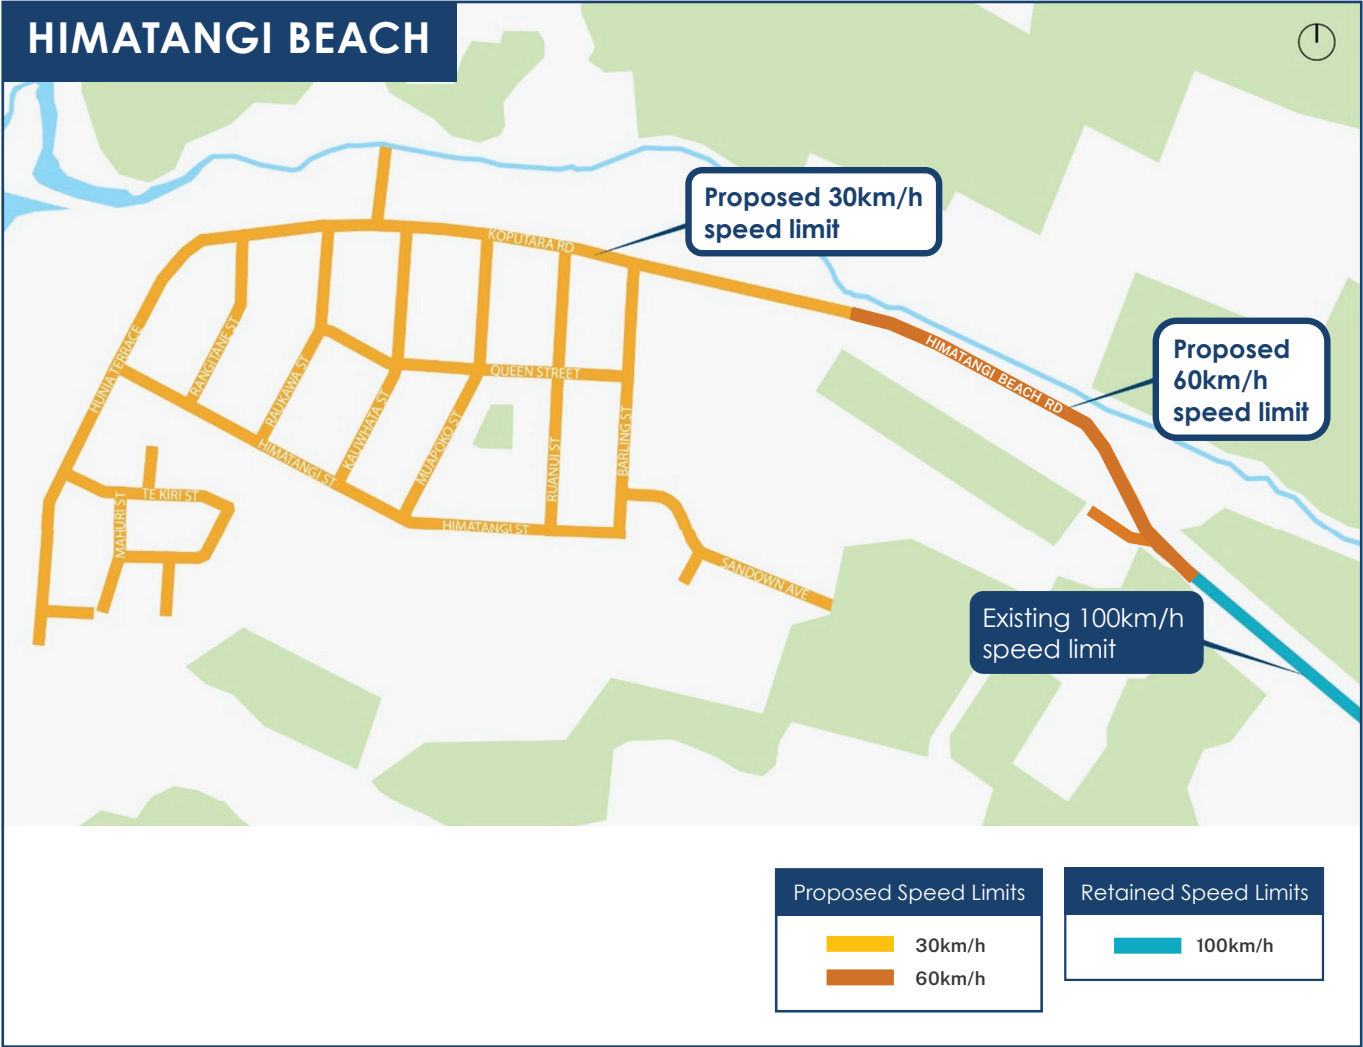 HIMATANGI BEACH
Proposed 30km/h
speed limit
KOPUTARA RD
HIMATANGI BEACH RD
Proposed
60km/h
speed limit
HUNIA TERRACE
RANGITANE ST
RAUKAWA ST
KAUWHATA ST
MUAPOKO ST
QUEEN STREET
RUANUI ST
BARLING ST
HIMATANGI ST
HIMATANGI ST
TE KIRI ST
MAHURI ST
SANDOWN AVE
Existing 100km/h
speed limit
Proposed Speed Limits
30km/h
60km/h
Retained Speed Limits
100km/h